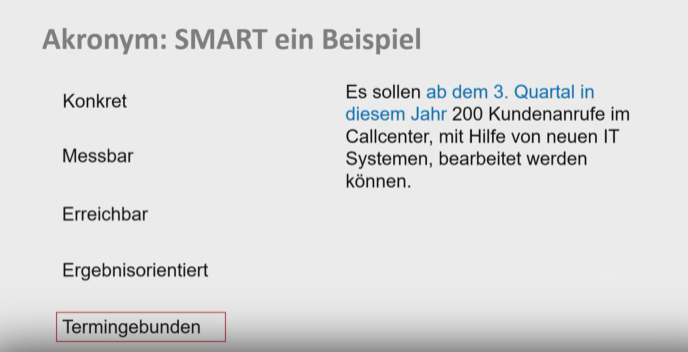 Akronym: SMART ein Beispiel
Konkret
Messbar
Erreichbar
Ergebnisorientiert
Termingebunden
Es sollen ab dem 3. Quartal in
diesem Jahr 200 Kundenanrufe im
Callcenter, mit Hilfe von neuen IT
Systemen, bearbeitet werden
können.